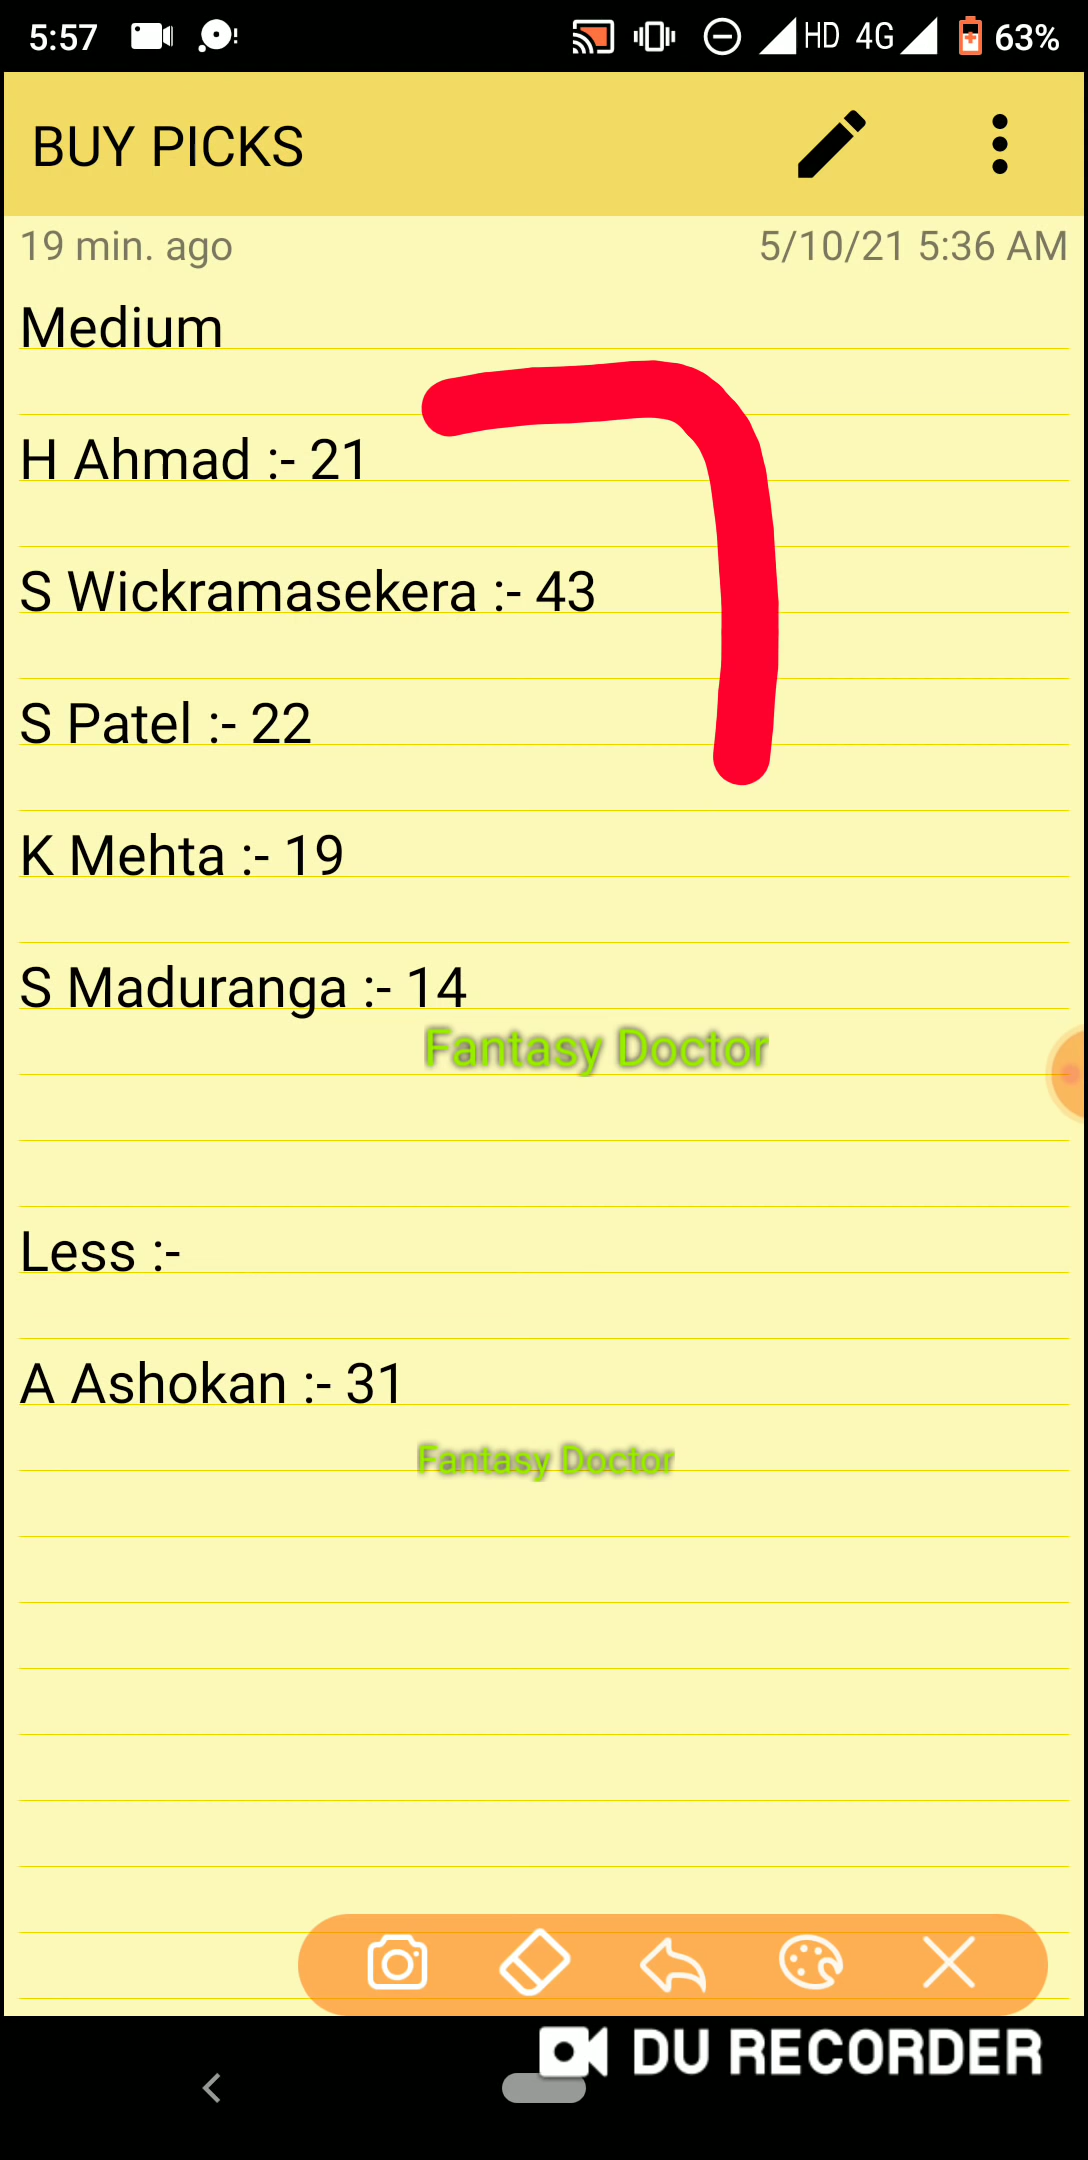 5:57 HD 4G 63%
BUY PICKS
19 min. ago 5/10/21 5:36 AM
Medium
H Ahmad :- 21
S Wickramasekera :- 43
S Patel :- 22
K Mehta :- 19
S Maduranga :- 14
Fantasy Doctor
Less :-
A Ashokan :- 31
Fantasy Doctor
DU RECORDER